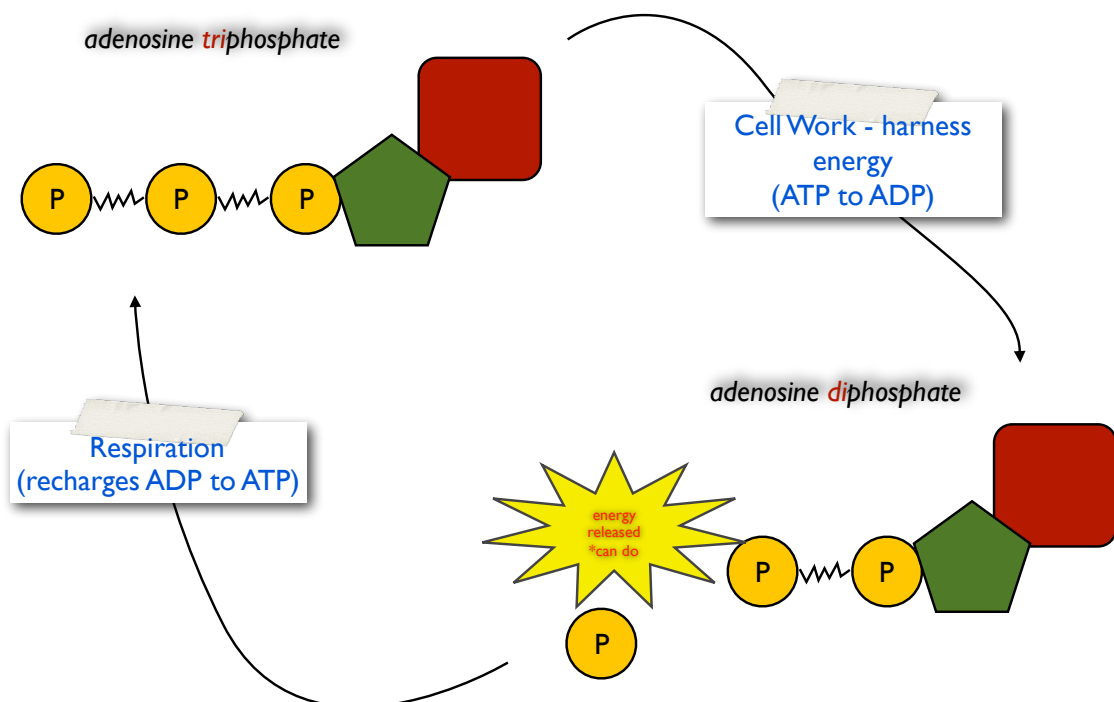 adenosine triphosphate
Cell Work - harness
energy
(ATP to ADP)
P P P
adenosine diphosphate
Respiration
(recharges ADP to ATP)
energy
released
*can do
P P
P